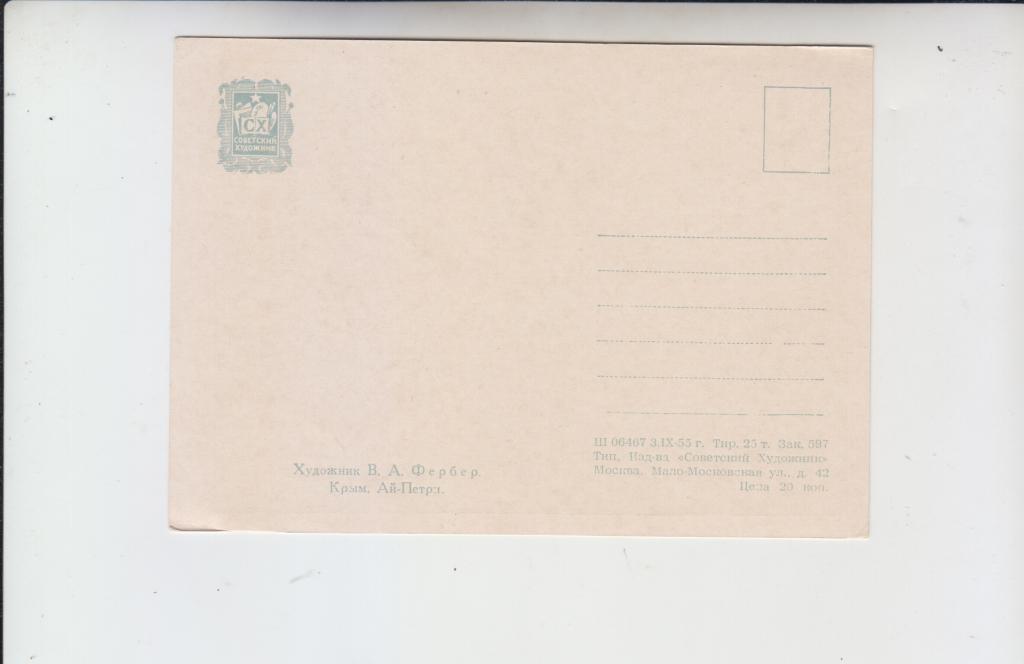 СХ
СОВЕТСКИЙ
ХУДОЖНИК
Художник В. А. Фербер.
Крым. Ай-Петри.
Ш 06467 3.IX-55 г. Тир. 25 т. Зак. 597
Тип. Изд-ва «Советский Художник»
Москва. Мало-Московская ул., д. 42
Цена 20 коп.